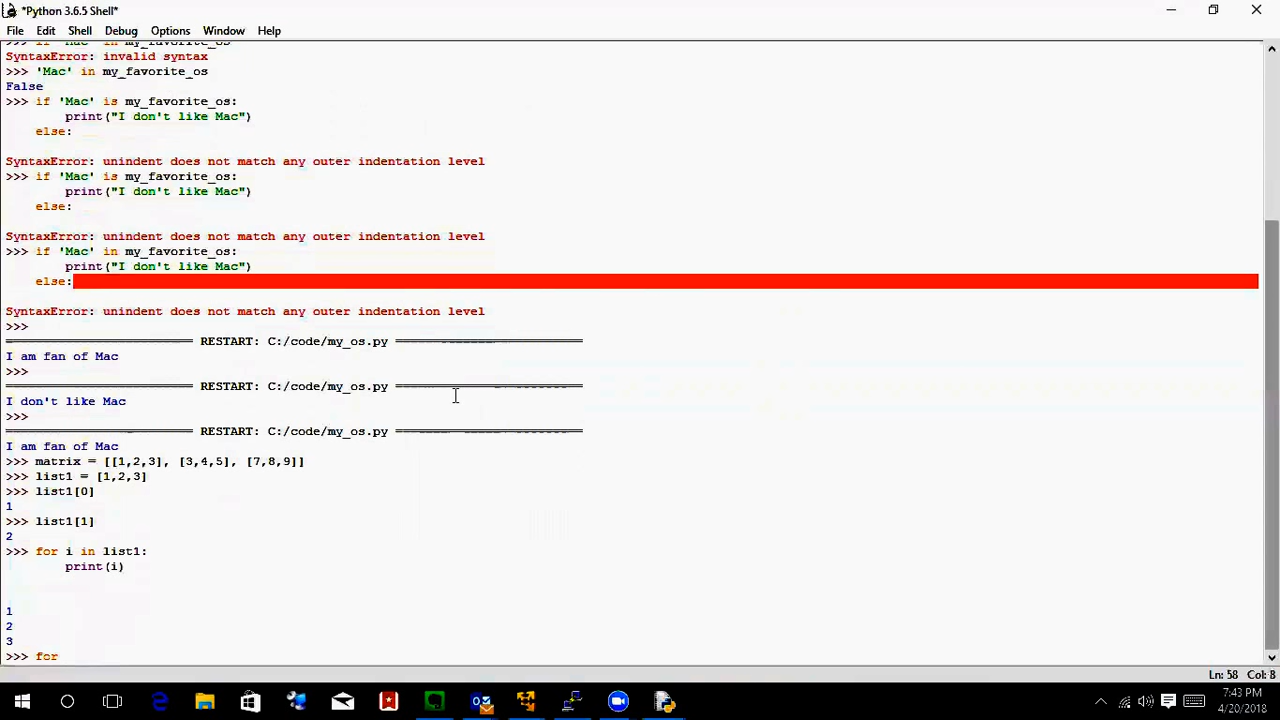 *Python 3.6.5 Shell*
File Edit Shell Debug Options Window Help
>>> if 'Mac' in my_favorite_os
SyntaxError: invalid syntax
>>> 'Mac' in my_favorite_os
False
>>> if 'Mac' is my_favorite_os:
print("I don't like Mac")
else:
SyntaxError: unindent does not match any outer indentation level
>>> if 'Mac' is my_favorite_os:
print("I don't like Mac")
else:
SyntaxError: unindent does not match any outer indentation level
>>> if 'Mac' in my_favorite_os:
print("I don't like Mac")
else:
SyntaxError: unindent does not match any outer indentation level
>>>
========================= RESTART: C:/code/my_os.py =========================
I am fan of Mac
>>>
========================= RESTART: C:/code/my_os.py =========================
I don't like Mac
>>>
========================= RESTART: C:/code/my_os.py =========================
I am fan of Mac
>>> matrix = [[1,2,3], [3,4,5], [7,8,9]]
>>> list1 = [1,2,3]
>>> list1[0]
1
>>> list1[1]
2
>>> for i in list1:
print(i)
1
2
3
>>> for
Ln: 58 Col: 8
7:43 PM
4/20/2018